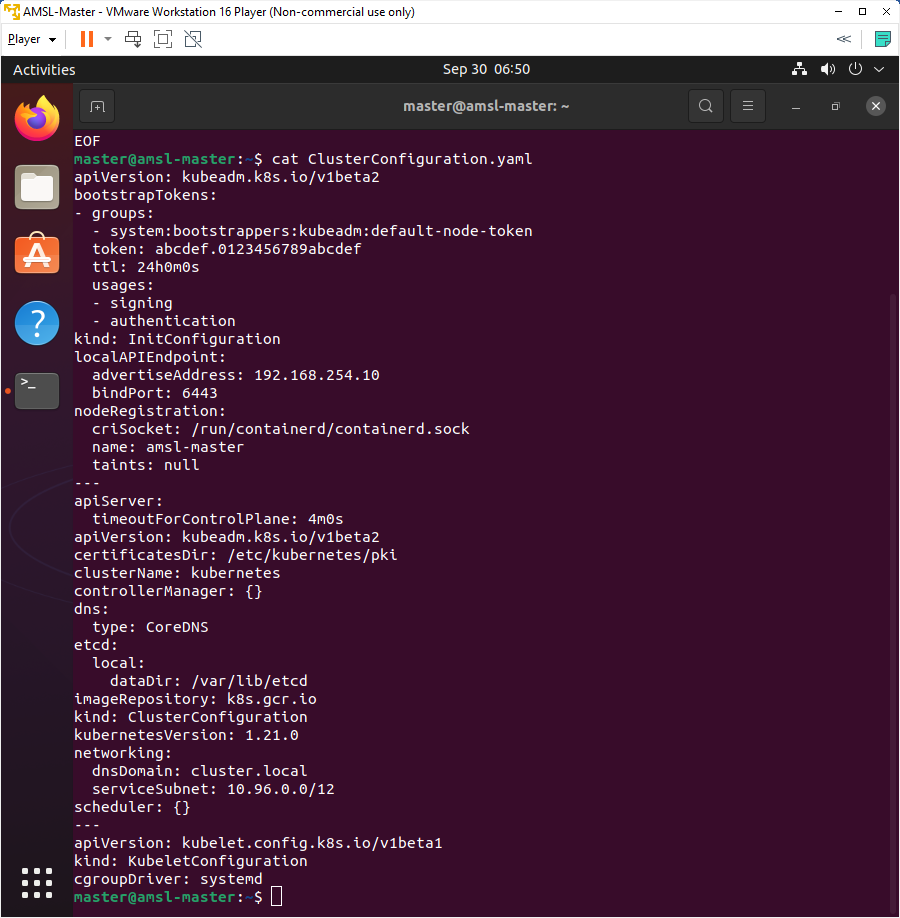 AMSL-Master - VMware Workstation 16 Player (Non-commercial use only)
Player
Activities
Sep 30 06:50
master@amsl-master: ~
EOF
master@amsl-master:~$ cat ClusterConfiguration.yaml
apiVersion: kubeadm.k8s.io/v1beta2
bootstrapTokens:
- groups:
  - system:bootstrappers:kubeadm:default-node-token
  token: abcdef.0123456789abcdef
  ttl: 24h0m0s
  usages:
  - signing
  - authentication
kind: InitConfiguration
localAPIEndpoint:
  advertiseAddress: 192.168.254.10
  bindPort: 6443
nodeRegistration:
  criSocket: /run/containerd/containerd.sock
  name: amsl-master
  taints: null
---
apiServer:
  timeoutForControlPlane: 4m0s
apiVersion: kubeadm.k8s.io/v1beta2
certificatesDir: /etc/kubernetes/pki
clusterName: kubernetes
controllerManager: {}
dns:
  type: CoreDNS
etcd:
  local:
    dataDir: /var/lib/etcd
imageRepository: k8s.gcr.io
kind: ClusterConfiguration
kubernetesVersion: 1.21.0
networking:
  dnsDomain: cluster.local
  serviceSubnet: 10.96.0.0/12
scheduler: {}
---
apiVersion: kubelet.config.k8s.io/v1beta1
kind: KubeletConfiguration
cgroupDriver: systemd
master@amsl-master:~$